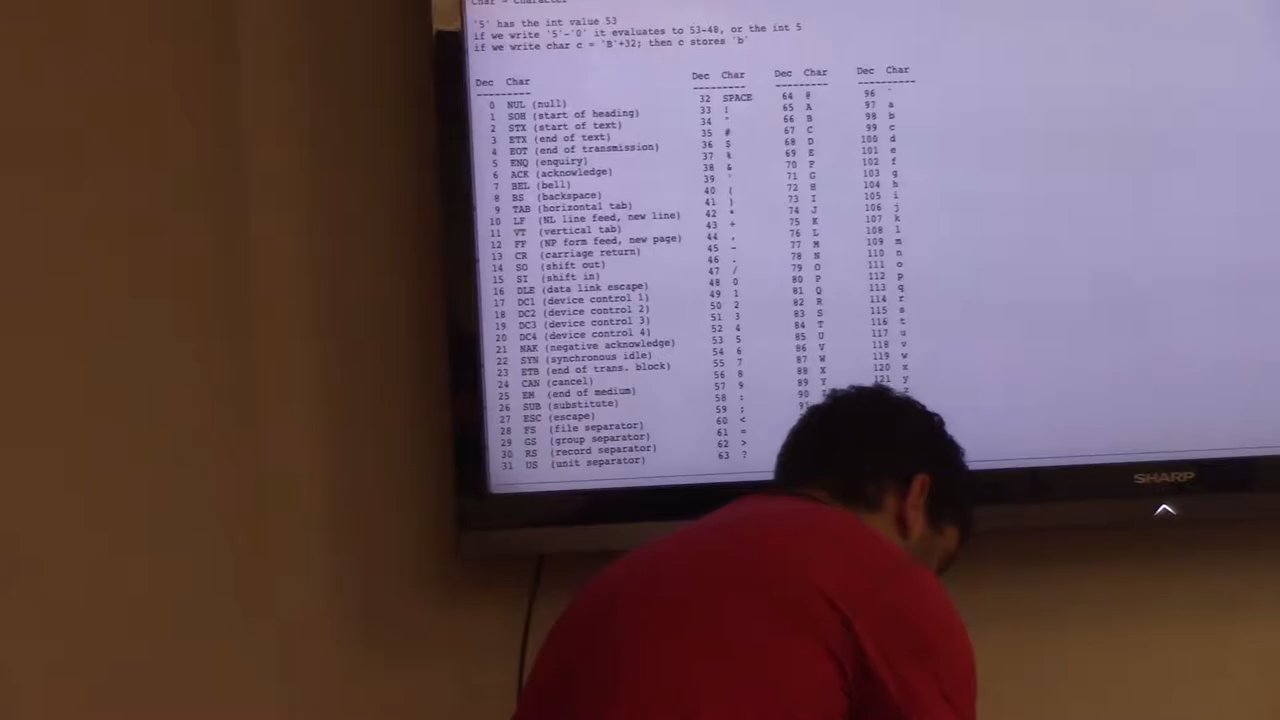 Char = Character
'5' has the int value 53
if we write '5'-'0' it evaluates to 53-48, or the int 5
if we write char c = 'B'+32; then c stores 'b'
Dec Char Dec Char Dec Char Dec Char
--------- --------- --------- ---------
0 NUL (null) 32 SPACE 64 @ 96 `
1 SOH (start of heading) 33 ! 65 A 97 a
2 STX (start of text) 34 " 66 B 98 b
3 ETX (end of text) 35 # 67 C 99 c
4 EOT (end of transmission) 36 $ 68 D 100 d
5 ENQ (enquiry) 37 % 69 E 101 e
6 ACK (acknowledge) 38 & 70 F 102 f
7 BEL (bell) 39 ' 71 G 103 g
8 BS (backspace) 40 ( 72 H 104 h
9 TAB (horizontal tab) 41 ) 73 I 105 i
10 LF (NL line feed, new line) 42 * 74 J 106 j
11 VT (vertical tab) 43 + 75 K 107 k
12 FF (NP form feed, new page) 44 , 76 L 108 l
13 CR (carriage return) 45 - 77 M 109 m
14 SO (shift out) 46 . 78 N 110 n
15 SI (shift in) 47 / 79 O 111 o
16 DLE (data link escape) 48 0 80 P 112 p
17 DC1 (device control 1) 49 1 81 Q 113 q
18 DC2 (device control 2) 50 2 82 R 114 r
19 DC3 (device control 3) 51 3 83 S 115 s
20 DC4 (device control 4) 52 4 84 T 116 t
21 NAK (negative acknowledge) 53 5 85 U 117 u
22 SYN (synchronous idle) 54 6 86 V 118 v
23 ETB (end of trans. block) 55 7 87 W 119 w
24 CAN (cancel) 56 8 88 X 120 x
25 EM (end of medium) 57 9 89 Y 121 y
26 SUB (substitute) 58 : 90 z
27 ESC (escape) 59 ;
28 FS (file separator) 60 <
29 GS (group separator) 61 =
30 RS (record separator) 62 >
31 US (unit separator) 63 ?
SHARP